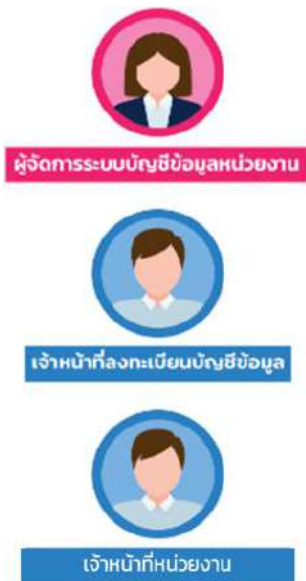 ผู้จัดการระบบบัญชีข้อมูลหน่วยงาน
เจ้าหน้าที่ลงทะเบียนบัญชีข้อมูล
เจ้าหน้าที่หน่วยงาน